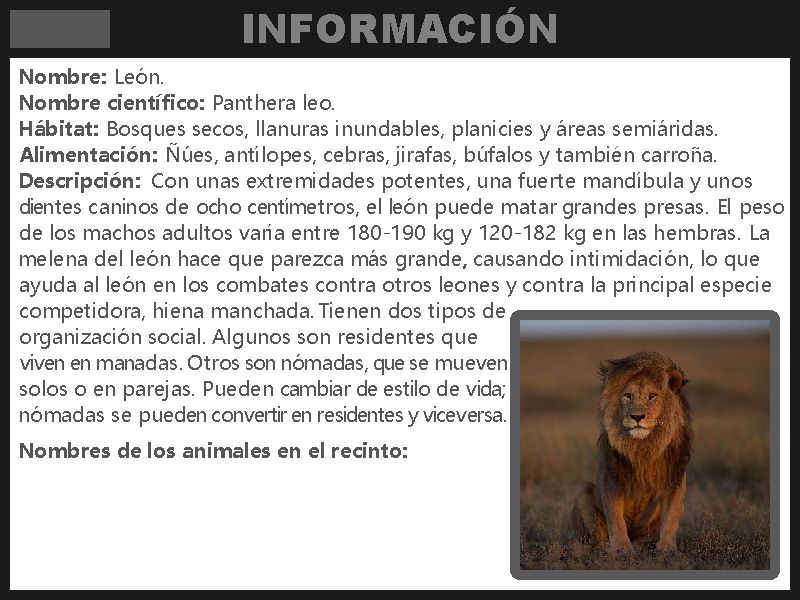 INFORMACIÓN
Nombre: León.
Nombre científico: Panthera leo.
Hábitat: Bosques secos, llanuras inundables, planicies y áreas semiáridas.
Alimentación: Ñúes, antílopes, cebras, jirafas, búfalos y también carroña.
Descripción: Con unas extremidades potentes, una fuerte mandíbula y unos
dientes caninos de ocho centímetros, el león puede matar grandes presas. El peso
de los machos adultos varía entre 180-190 kg y 120-182 kg en las hembras. La
melena del león hace que parezca más grande, causando intimidación, lo que
ayuda al león en los combates contra otros leones y contra la principal especie
competidora, hiena manchada. Tienen dos tipos de
organización social. Algunos son residentes que
viven en manadas. Otros son nómadas, que se mueven
solos o en parejas. Pueden cambiar de estilo de vida;
nómadas se pueden convertir en residentes y viceversa.
Nombres de los animales en el recinto: